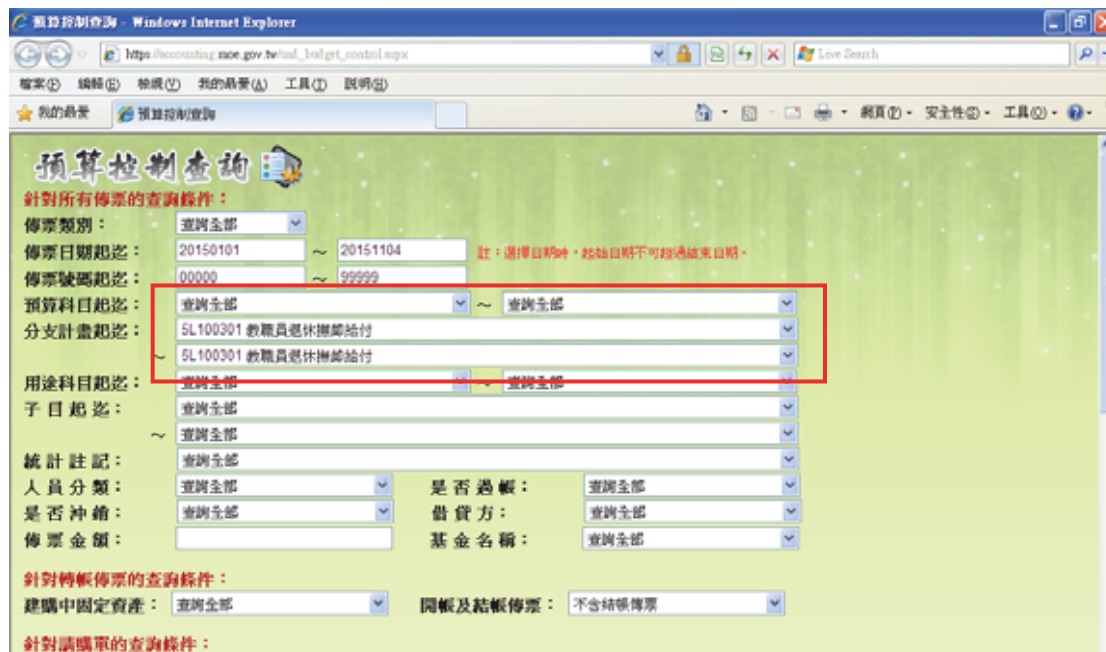 預算控制查詢 - Windows Internet Explorer
https://accounting.moe.gov.tw/ Live Search
檔案(F) 編輯(E) 檢視(V) 我的最愛(A) 工具(T) 說明(H)
我的最愛 預算控制查詢 網頁(P) 安全性(S) 工具(O)
預算控制查詢
針對所有傳票的查詢條件：
傳票類別： 查詢全部
傳票日期起迄： 20150101 ～ 20151104 註：選擇日期時，起始日期不可超過結束日期。
傳票號碼起迄： 00000 ～ 99999
預算科目起迄： 查詢全部 ～ 查詢全部
分支計畫起迄： 5L100301 教職員退休撫卹給付
～ 5L100301 教職員退休撫卹給付
用途科目起迄： 查詢全部 ～ 查詢全部
子目起迄： 查詢全部
～ 查詢全部
統計註記： 查詢全部
人員分類： 查詢全部 是否過帳： 查詢全部
是否沖銷： 查詢全部 借貸方： 查詢全部
傳票金額： 基金名稱： 查詢全部
針對轉帳傳票的查詢條件：
建購中固定資產： 查詢全部 開帳及結帳傳票： 不含結帳傳票
針對請購單的查詢條件：